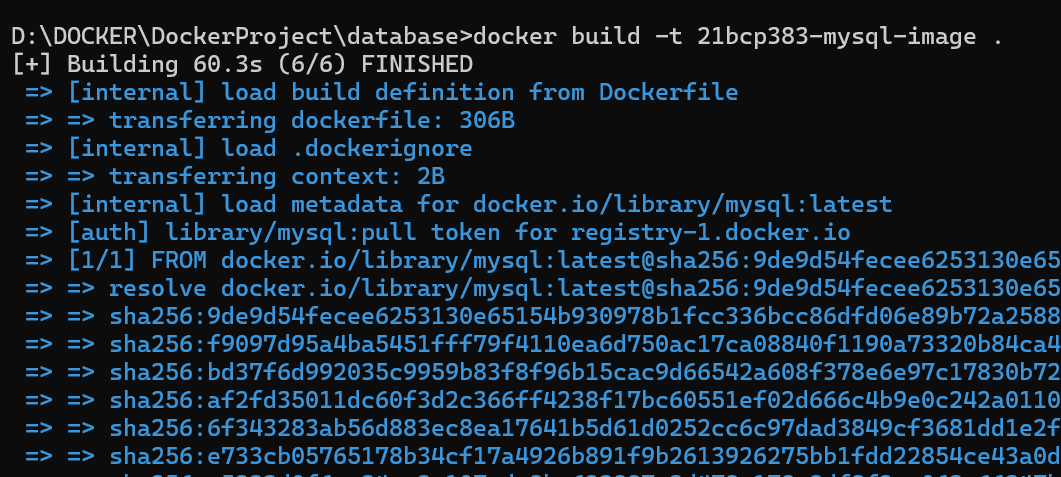 D:\DOCKER\DockerProject\database>docker build -t 21bcp383-mysql-image .
[+] Building 60.3s (6/6) FINISHED
=> [internal] load build definition from Dockerfile
=> => transferring dockerfile: 306B
=> [internal] load .dockerignore
=> => transferring context: 2B
=> [internal] load metadata for docker.io/library/mysql:latest
=> [auth] library/mysql:pull token for registry-1.docker.io
=> [1/1] FROM docker.io/library/mysql:latest@sha256:9de9d54fecee6253130e65
=> => resolve docker.io/library/mysql:latest@sha256:9de9d54fecee6253130e65
=> => sha256:9de9d54fecee6253130e65154b930978b1fcc336bcc86dfd06e89b72a2588
=> => sha256:f9097d95a4ba5451fff79f4110ea6d750ac17ca08840f1190a73320b84ca4
=> => sha256:bd37f6d992035c9959b83f8f96b15cac9d66542a608f378e6e97c17830b72
=> => sha256:af2fd35011dc60f3d2c366ff4238f17bc60551ef02d666c4b9e0c242a0110
=> => sha256:6f343283ab56d883ec8ea17641b5d61d0252cc6c97dad3849cf3681dd1e2f
=> => sha256:e733cb05765178b34cf17a4926b891f9b2613926275bb1fdd22854ce43a0d